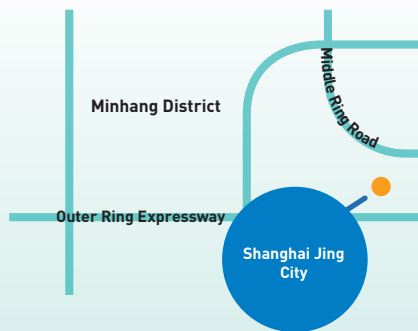 Middle Ring Road
Minhang District
Outer Ring Expressway
Shanghai Jing
City